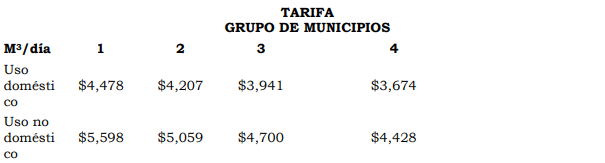 TARIFA
GRUPO DE MUNICIPIOS
M³/día 1 2 3 4
Uso
domésti $4,478 $4,207 $3,941 $3,674
co
Uso no
domésti $5,598 $5,059 $4,700 $4,428
co